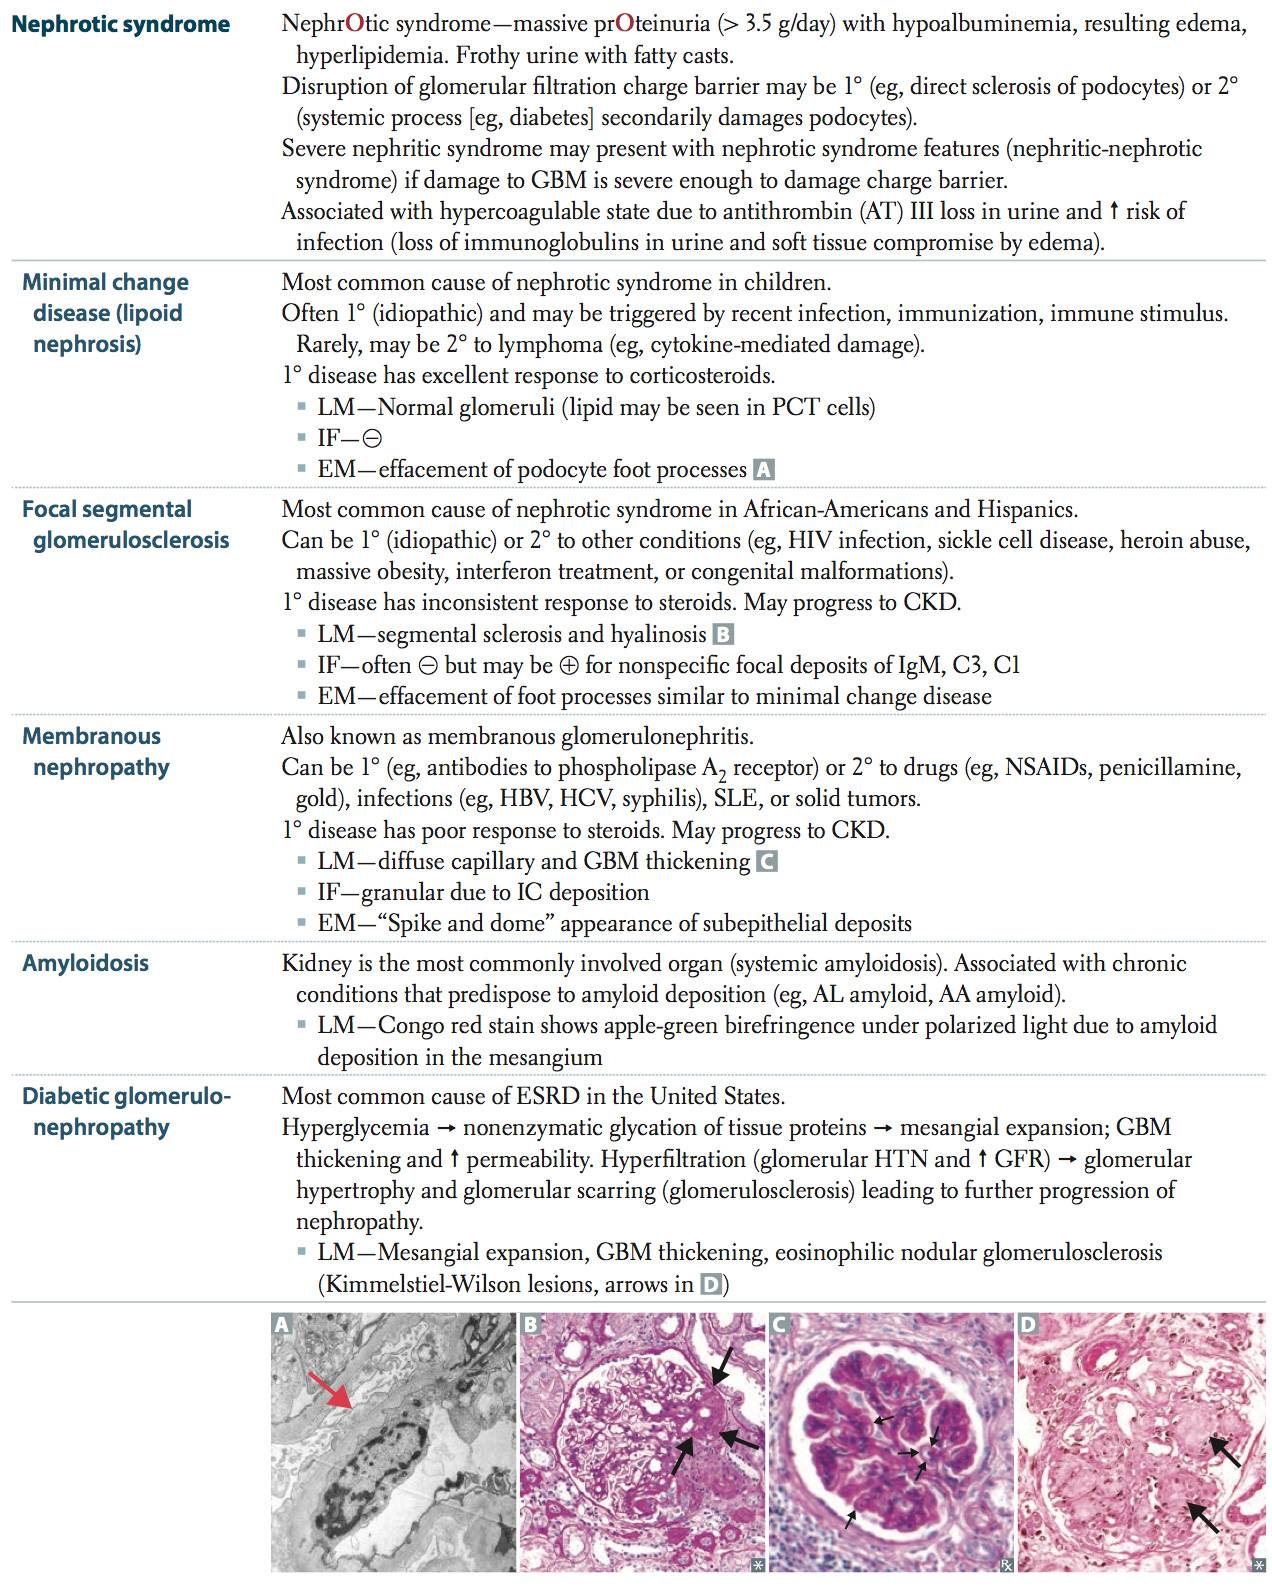 Nephrotic syndrome
NephrOtic syndrome—massive prOteinuria (> 3.5 g/day) with hypoalbuminemia, resulting edema,
hyperlipidemia. Frothy urine with fatty casts.
Disruption of glomerular filtration charge barrier may be 1° (eg, direct sclerosis of podocytes) or 2°
(systemic process [eg, diabetes] secondarily damages podocytes).
Severe nephritic syndrome may present with nephrotic syndrome features (nephritic-nephrotic
syndrome) if damage to GBM is severe enough to damage charge barrier.
Associated with hypercoagulable state due to antithrombin (AT) III loss in urine and ↑ risk of
infection (loss of immunoglobulins in urine and soft tissue compromise by edema).
Minimal change
disease (lipoid
nephrosis)
Most common cause of nephrotic syndrome in children.
Often 1° (idiopathic) and may be triggered by recent infection, immunization, immune stimulus.
Rarely, may be 2° to lymphoma (eg, cytokine-mediated damage).
1° disease has excellent response to corticosteroids.
▪ LM—Normal glomeruli (lipid may be seen in PCT cells)
▪ IF—⊖
▪ EM—effacement of podocyte foot processes A
Focal segmental
glomerulosclerosis
Most common cause of nephrotic syndrome in African-Americans and Hispanics.
Can be 1° (idiopathic) or 2° to other conditions (eg, HIV infection, sickle cell disease, heroin abuse,
massive obesity, interferon treatment, or congenital malformations).
1° disease has inconsistent response to steroids. May progress to CKD.
▪ LM—segmental sclerosis and hyalinosis B
▪ IF—often ⊖ but may be ⊕ for nonspecific focal deposits of IgM, C3, C1
▪ EM—effacement of foot processes similar to minimal change disease
Membranous
nephropathy
Also known as membranous glomerulonephritis.
Can be 1° (eg, antibodies to phospholipase A₂ receptor) or 2° to drugs (eg, NSAIDs, penicillamine,
gold), infections (eg, HBV, HCV, syphilis), SLE, or solid tumors.
1° disease has poor response to steroids. May progress to CKD.
▪ LM—diffuse capillary and GBM thickening C
▪ IF—granular due to IC deposition
▪ EM—“Spike and dome” appearance of subepithelial deposits
Amyloidosis
Kidney is the most commonly involved organ (systemic amyloidosis). Associated with chronic
conditions that predispose to amyloid deposition (eg, AL amyloid, AA amyloid).
▪ LM—Congo red stain shows apple-green birefringence under polarized light due to amyloid
deposition in the mesangium
Diabetic glomerulo-
nephropathy
Most common cause of ESRD in the United States.
Hyperglycemia → nonenzymatic glycation of tissue proteins → mesangial expansion; GBM
thickening and ↑ permeability. Hyperfiltration (glomerular HTN and ↑ GFR) → glomerular
hypertrophy and glomerular scarring (glomerulosclerosis) leading to further progression of
nephropathy.
▪ LM—Mesangial expansion, GBM thickening, eosinophilic nodular glomerulosclerosis
(Kimmelstiel-Wilson lesions, arrows in D)
A
B
C
D
*
℞
*